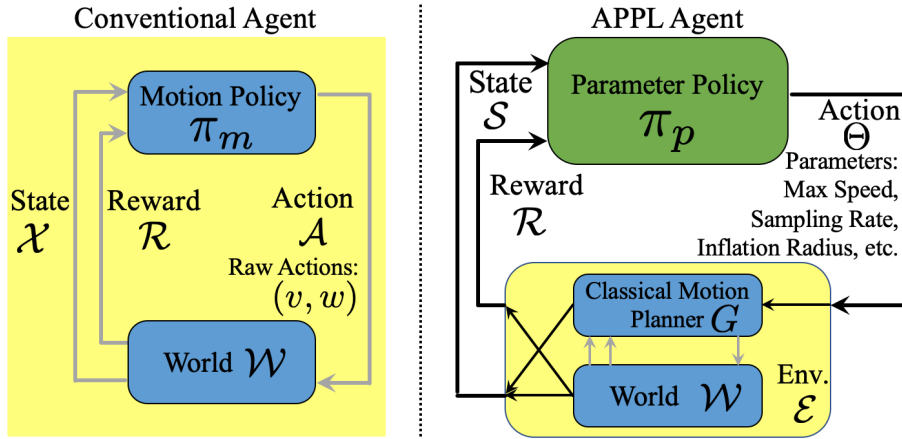 Conventional Agent
Motion Policy
π_m
State
𝒳
Reward
ℛ
Action
𝒜
Raw Actions:
(v, w)
World 𝒲
APPL Agent
State
𝒮
Parameter Policy
π_p
Reward
ℛ
Action
Θ
Parameters:
Max Speed,
Sampling Rate,
Inflation Radius, etc.
Classical Motion
Planner G
World 𝒲
Env.
ℰ